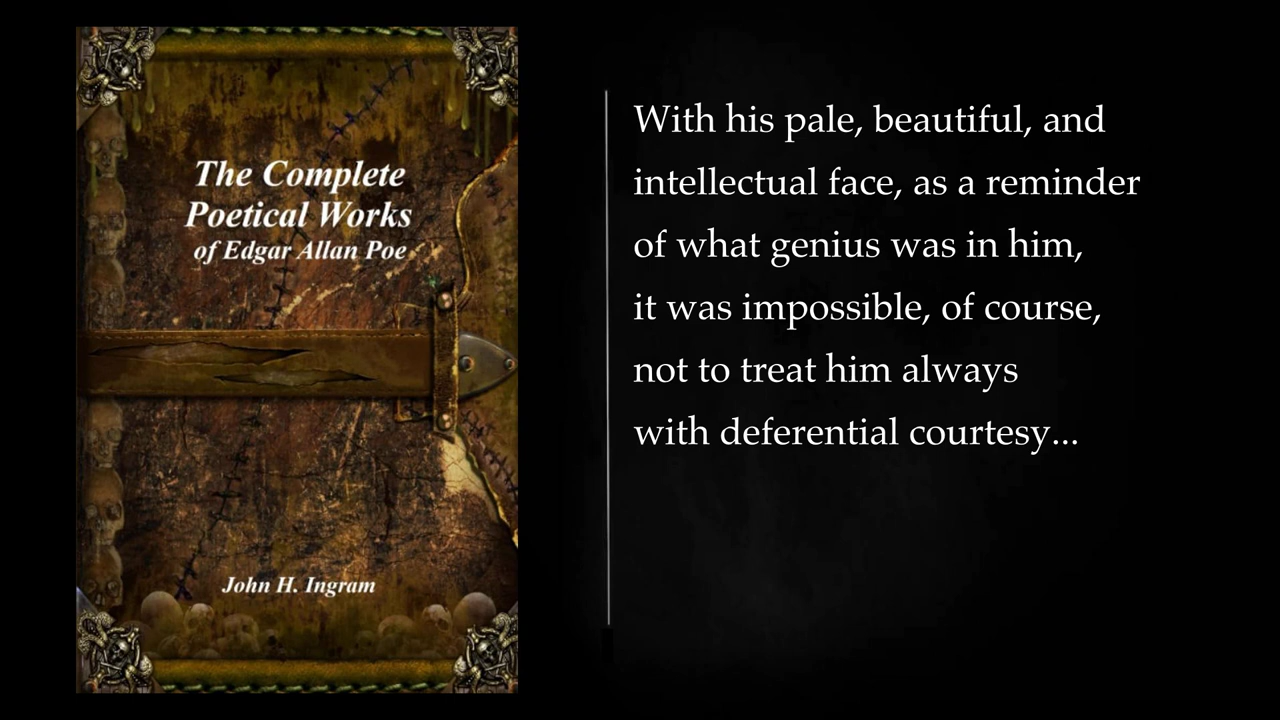 The Complete
Poetical Works
of Edgar Allan Poe
John H. Ingram
With his pale, beautiful, and
intellectual face, as a reminder
of what genius was in him,
it was impossible, of course,
not to treat him always
with deferential courtesy...